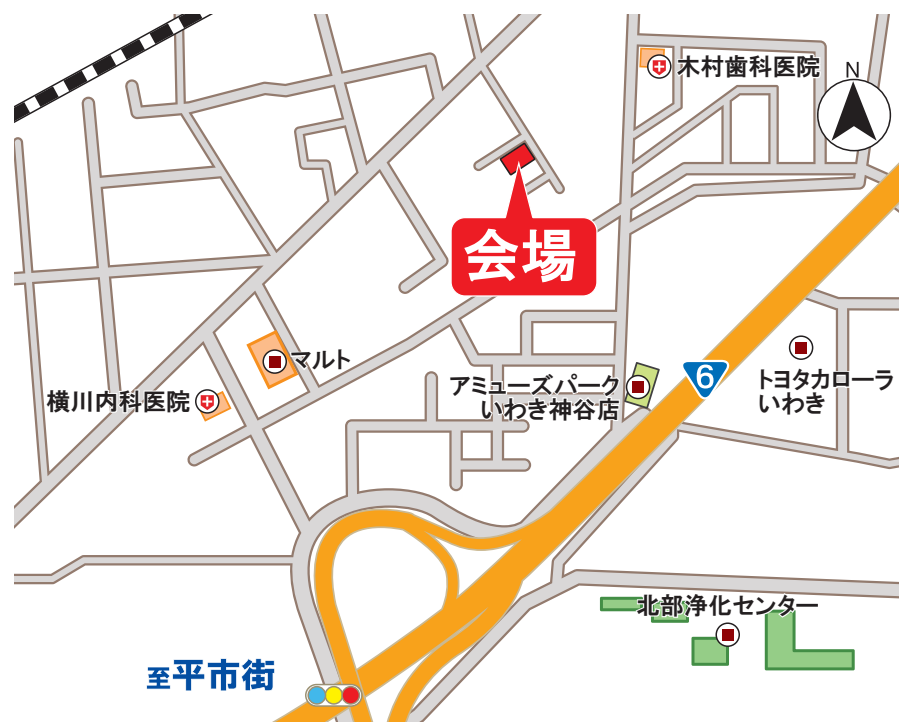 木村歯科医院
N
会場
6
マルト
トヨタカローラ
いわき
アミューズパーク
いわき神谷店
横川内科医院
北部浄化センター
至平市街